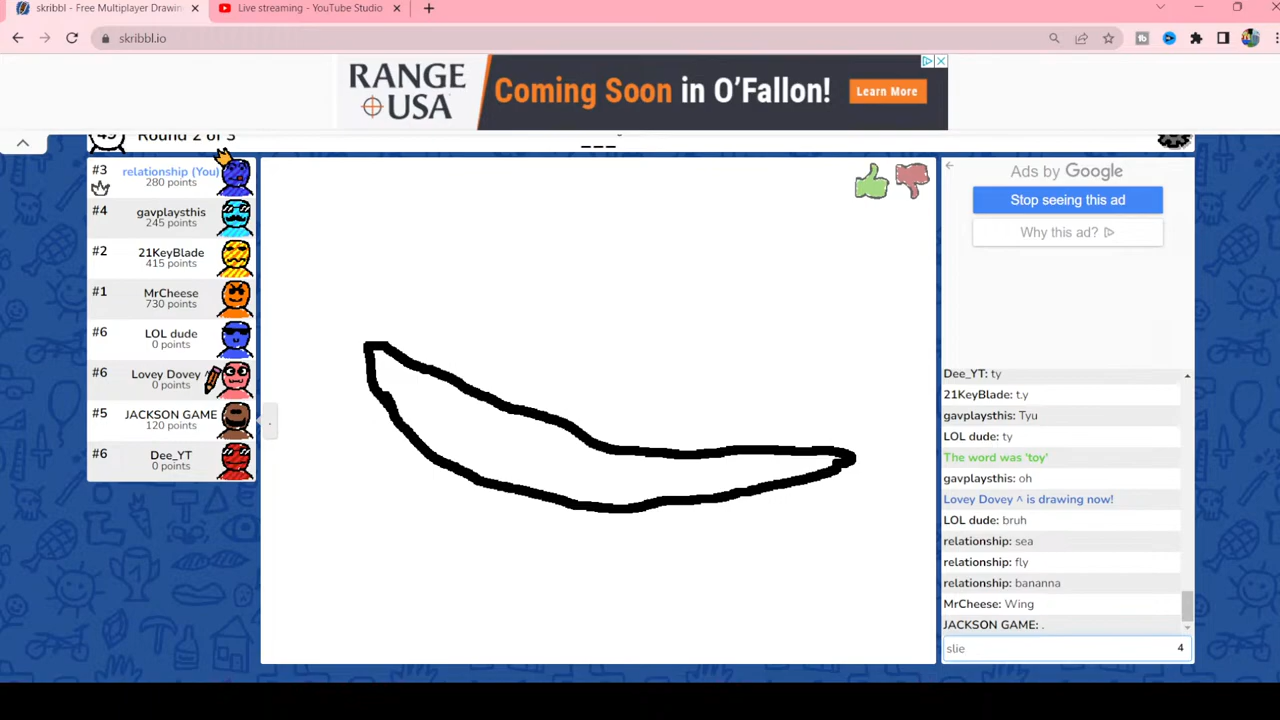 skribbl - Free Multiplayer Drawin
Live streaming - YouTube Studio
skribbl.io
RANGE
USA
Coming Soon in O'Fallon!
Learn More
Round 2 of 3
___
#3 relationship (You)
280 points
#4 gavplaysthis
245 points
#2 21KeyBlade
415 points
#1 MrCheese
730 points
#6 LOL dude
0 points
#6 Lovey Dovey ^
0 points
#5 JACKSON GAME
120 points
#6 Dee_YT
0 points
Ads by Google
Stop seeing this ad
Why this ad?
Dee_YT: ty
21KeyBlade: t.y
gavplaysthis: Tyu
LOL dude: ty
The word was 'toy'
gavplaysthis: oh
Lovey Dovey ^ is drawing now!
LOL dude: bruh
relationship: sea
relationship: fly
relationship: bananna
MrCheese: Wing
JACKSON GAME: .
slie 4